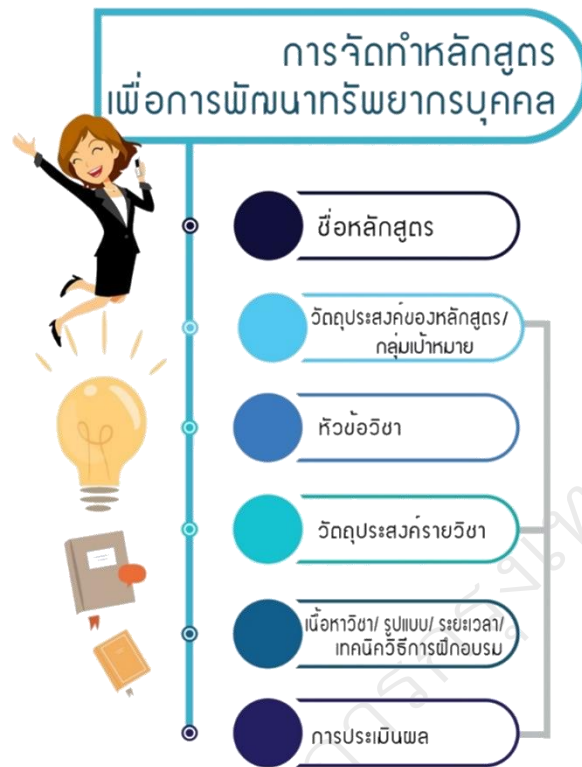 การจัดทำหลักสูตร
เพื่อการพัฒนาทรัพยากรบุคคล
ชื่อหลักสูตร
วัตถุประสงค์ของหลักสูตร/
กลุ่มเป้าหมาย
หัวข้อวิชา
วัตถุประสงค์รายวิชา
เนื้อหาวิชา/ รูปแบบ/ ระยะเวลา/
เทคนิควิธีการฝึกอบรม
การประเมินผล